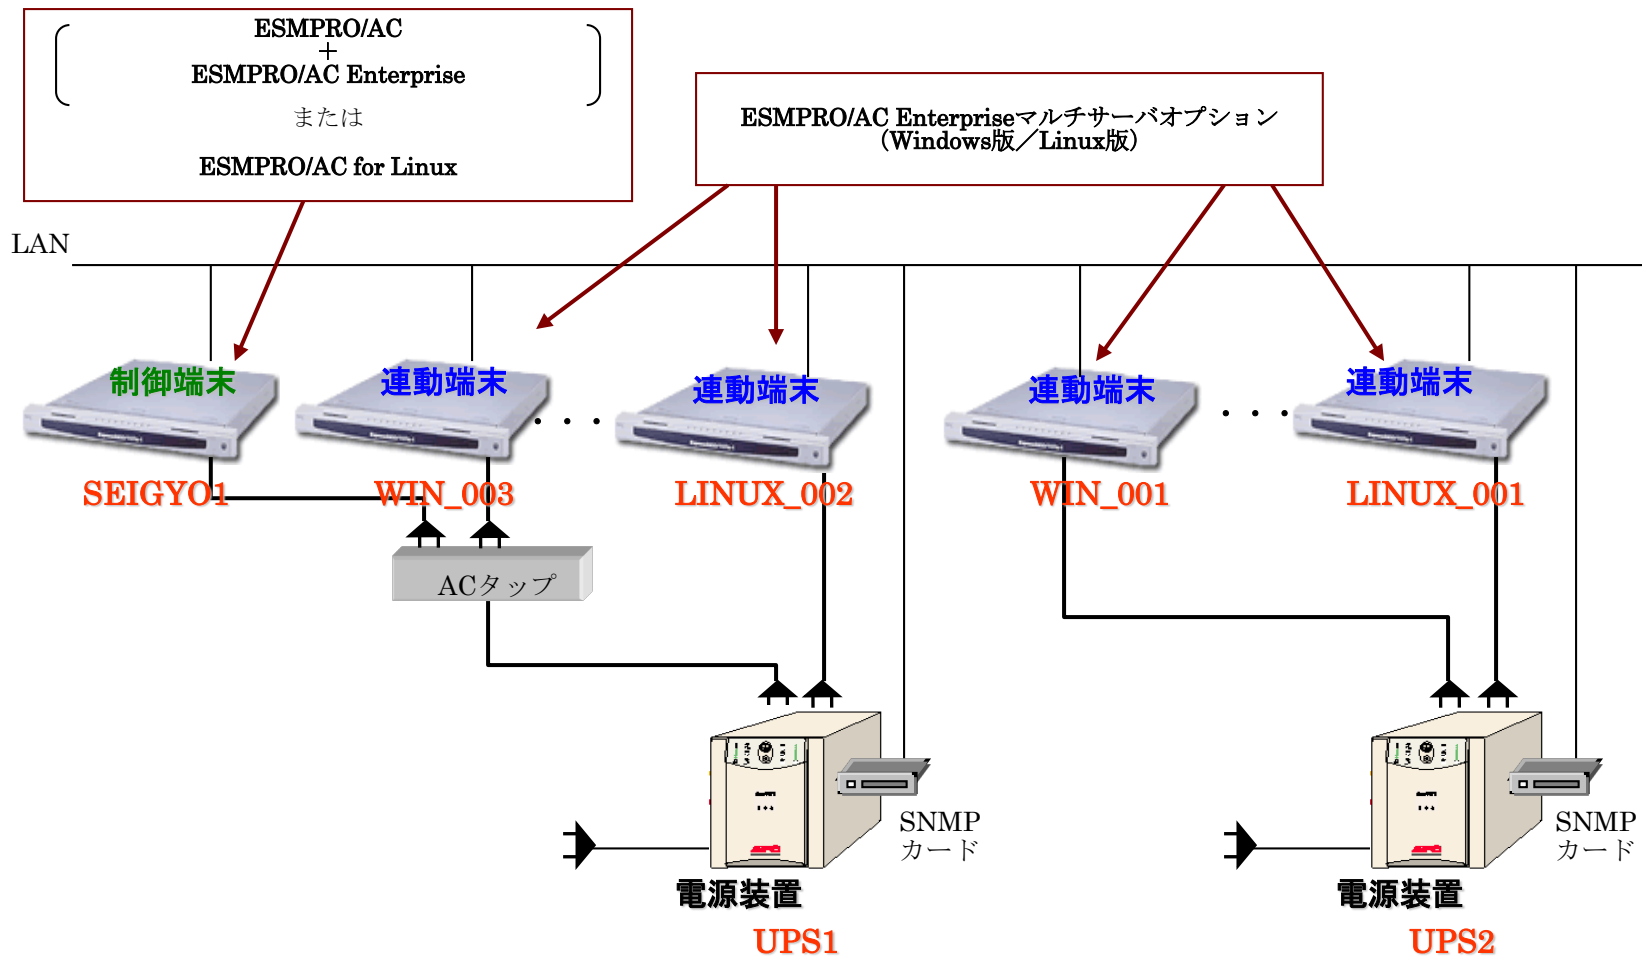 ESMPRO/AC
＋
ESMPRO/AC Enterprise
または
ESMPRO/AC for Linux
ESMPRO/AC Enterpriseマルチサーバオプション
（Windows版／Linux版）
LAN
制御端末
連動端末
・・・
連動端末
連動端末
・・・
連動端末
SEIGYO1
WIN_003
LINUX_002
WIN_001
LINUX_001
ACタップ
SNMP
カード
SNMP
カード
APC
APC
電源装置
電源装置
UPS1
UPS2